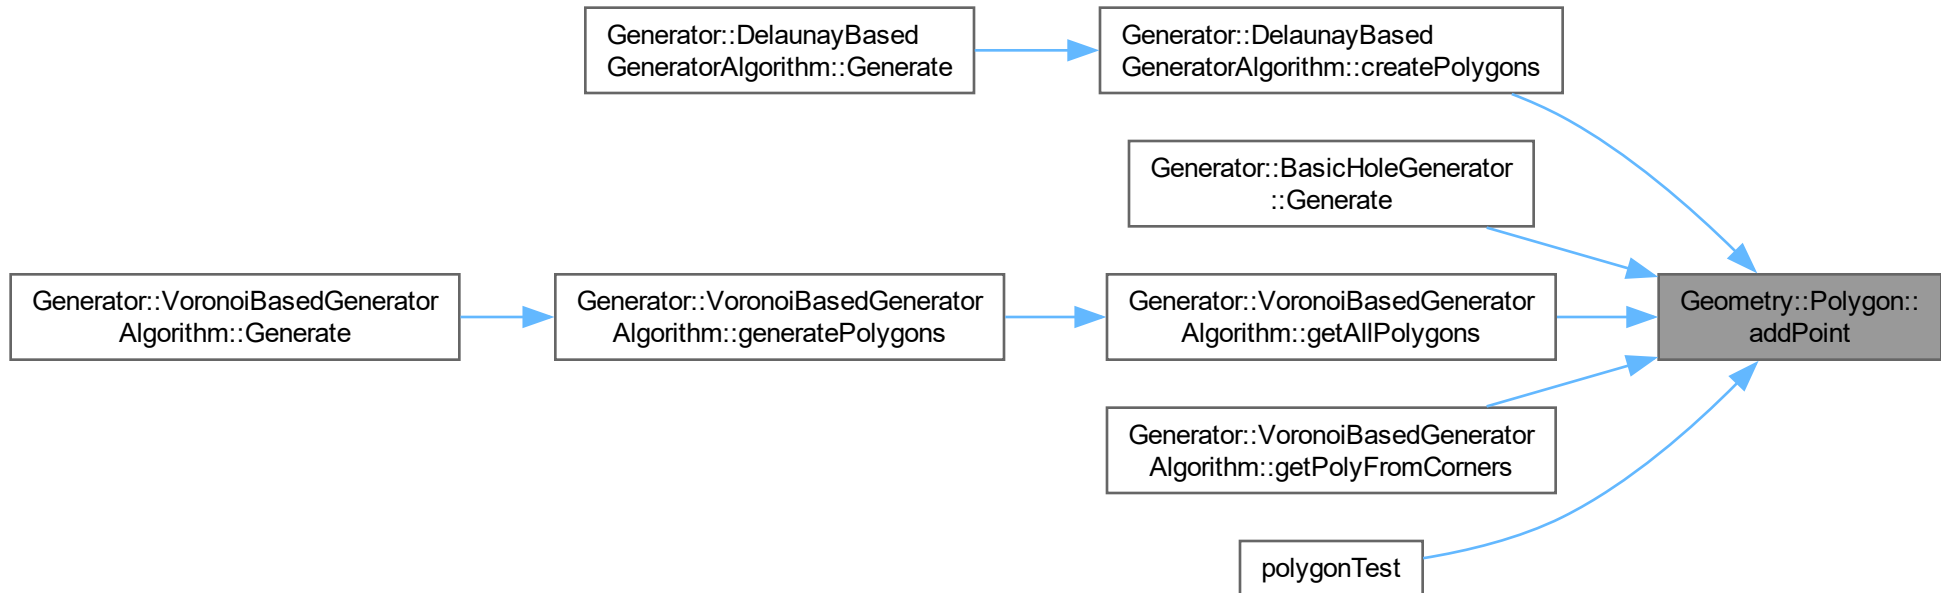 Generator::DelaunayBased
GeneratorAlgorithm::Generate
Generator::DelaunayBased
GeneratorAlgorithm::createPolygons
Generator::BasicHoleGenerator
::Generate
Generator::VoronoiBasedGenerator
Algorithm::Generate
Generator::VoronoiBasedGenerator
Algorithm::generatePolygons
Generator::VoronoiBasedGenerator
Algorithm::getAllPolygons
Geometry::Polygon::
addPoint
Generator::VoronoiBasedGenerator
Algorithm::getPolyFromCorners
polygonTest